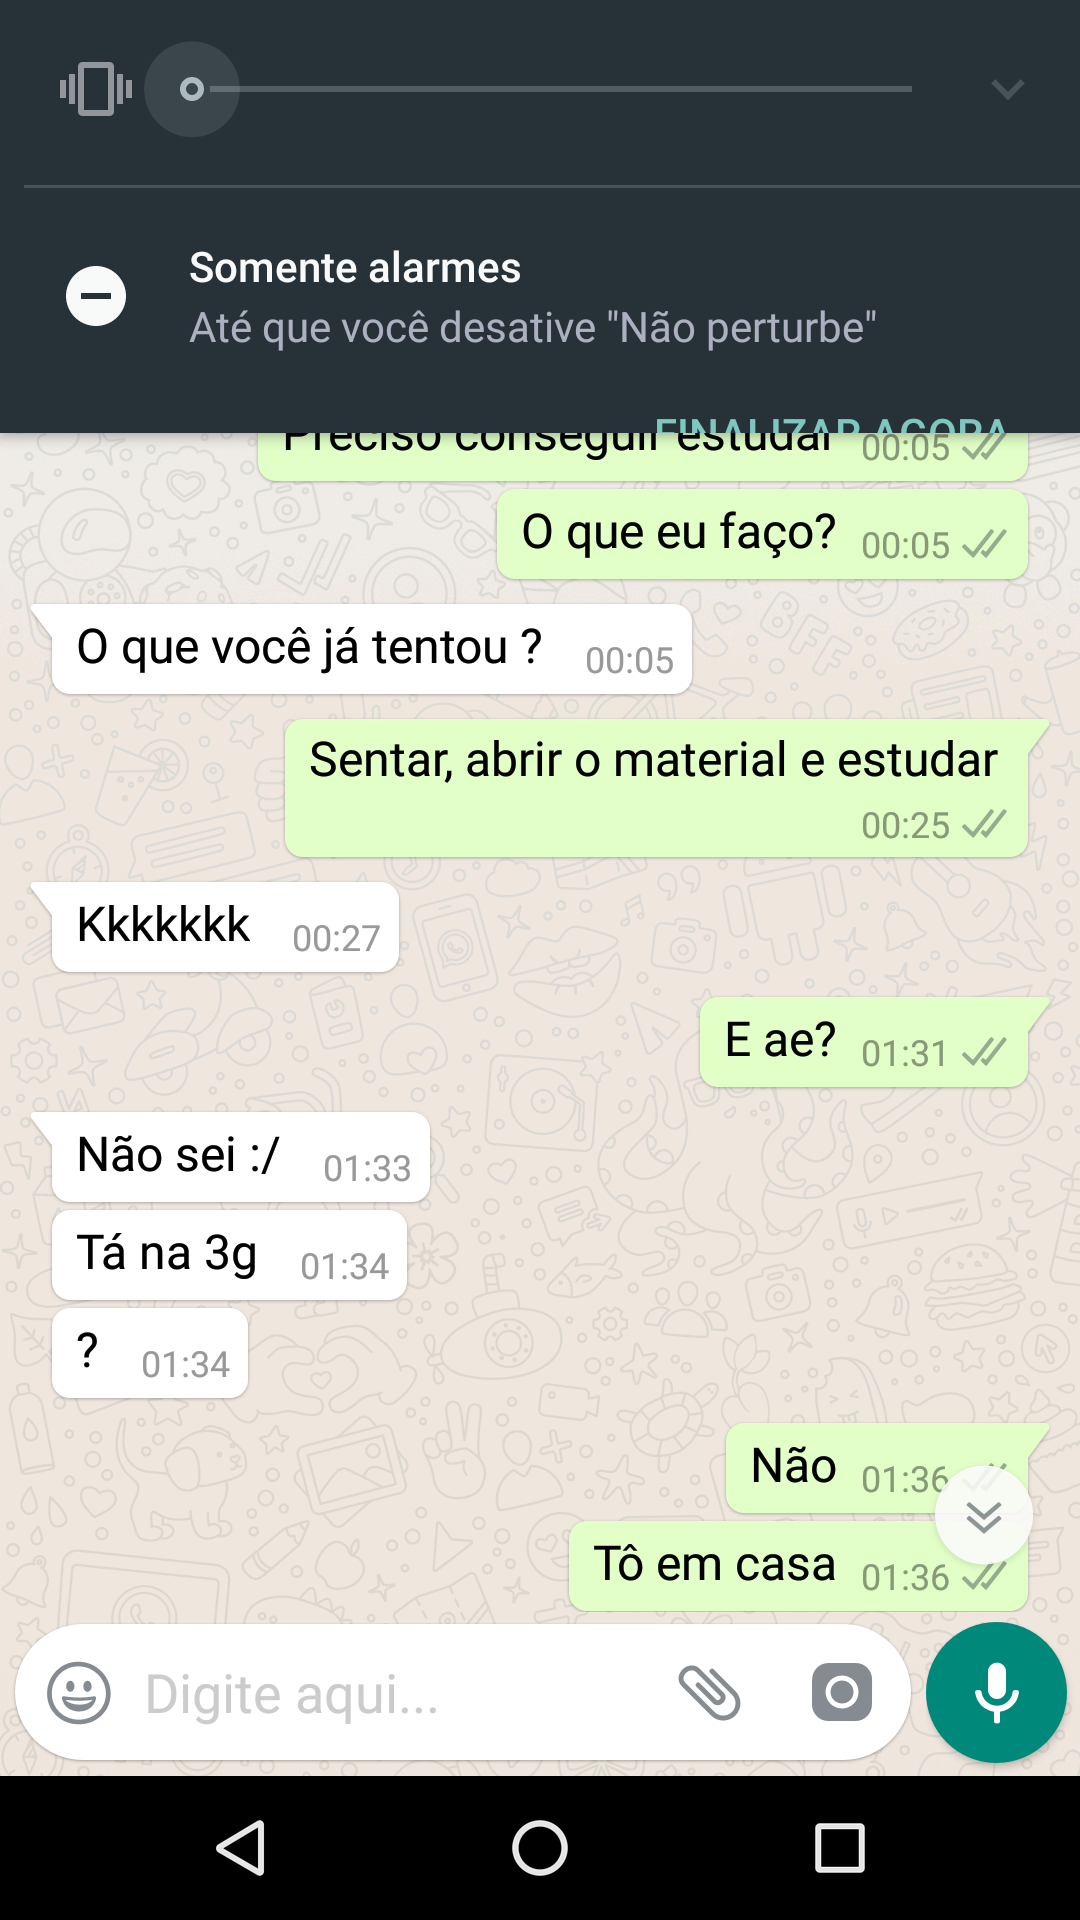 Somente alarmes
Até que você desative "Não perturbe"
FINALIZAR AGORA
Preciso conseguir estudar 00:05
O que eu faço? 00:05
O que você já tentou ? 00:05
Sentar, abrir o material e estudar
00:25
Kkkkkkk 00:27
E ae? 01:31
Não sei :/ 01:33
Tá na 3g 01:34
? 01:34
Não 01:36
Tô em casa 01:36
Digite aqui...